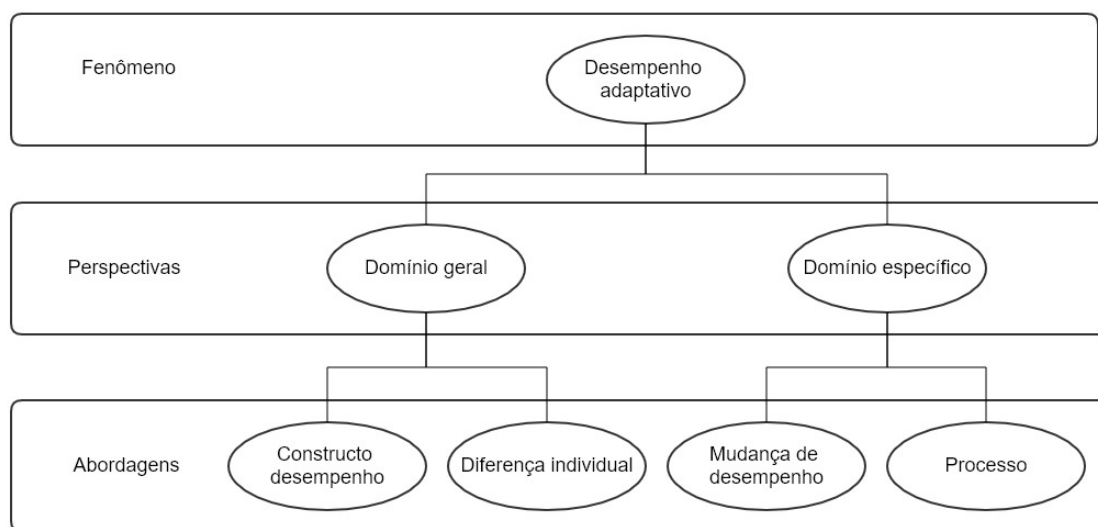 Fenômeno
Desempenho
adaptativo
Perspectivas
Domínio geral
Domínio específico
Abordagens
Constructo
desempenho
Diferença individual
Mudança de
desempenho
Processo